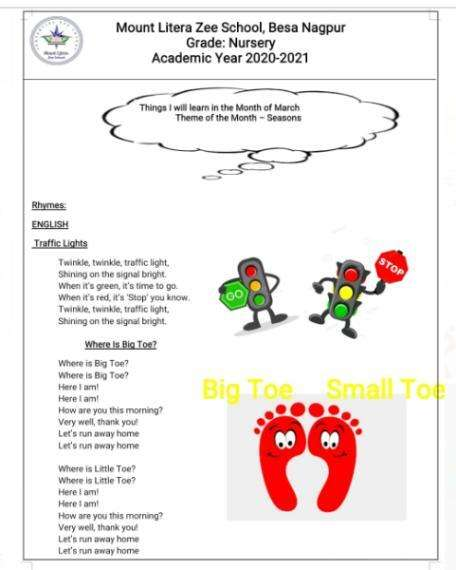 Mount Litera
Zee School
Mount Litera Zee School, Besa Nagpur
Grade: Nursery
Academic Year 2020-2021
Things I will learn in the Month of March
Theme of the Month – Seasons
Rhymes:
ENGLISH
Traffic Lights
Twinkle, twinkle, traffic light,
Shining on the signal bright.
When it's green, it's time to go.
When it's red, it's 'Stop' you know.
Twinkle, twinkle, traffic light,
Shining on the signal bright.
GO
STOP
Where Is Big Toe?
Where is Big Toe?
Where is Big Toe?
Here I am!
Here I am!
How are you this morning?
Very well, thank you!
Let's run away home
Let's run away home
Big Toe Small Toe
Where is Little Toe?
Where is Little Toe?
Here I am!
Here I am!
How are you this morning?
Very well, thank you!
Let's run away home
Let's run away home